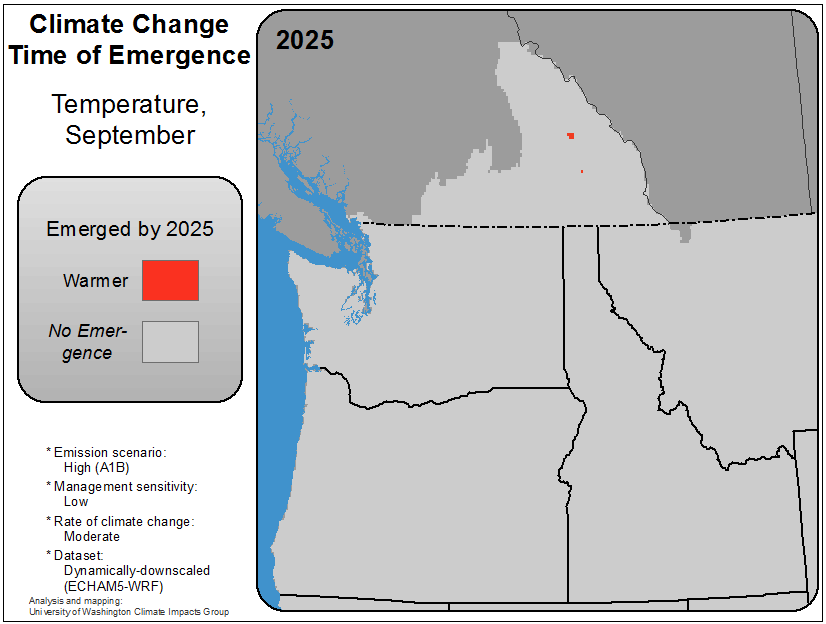 Climate Change
Time of Emergence
Temperature,
September
Emerged by 2025
Warmer
No Emer-
gence
* Emission scenario:
High (A1B)
* Management sensitivity:
Low
* Rate of climate change:
Moderate
* Dataset:
Dynamically-downscaled
(ECHAM5-WRF)
Analysis and mapping:
University of Washington Climate Impacts Group
2025